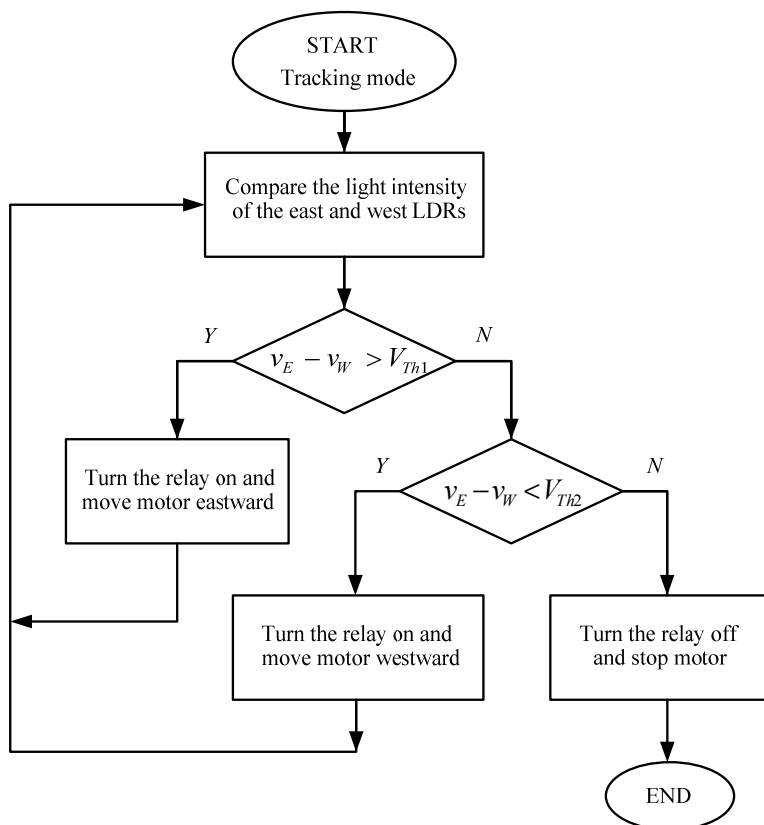 START
Tracking mode
Compare the light intensity
of the east and west LDRs
Y
N
v_E − v_W > V_Th1
Turn the relay on and
move motor eastward
Y
N
v_E − v_W < V_Th2
Turn the relay on and
move motor westward
Turn the relay off
and stop motor
END